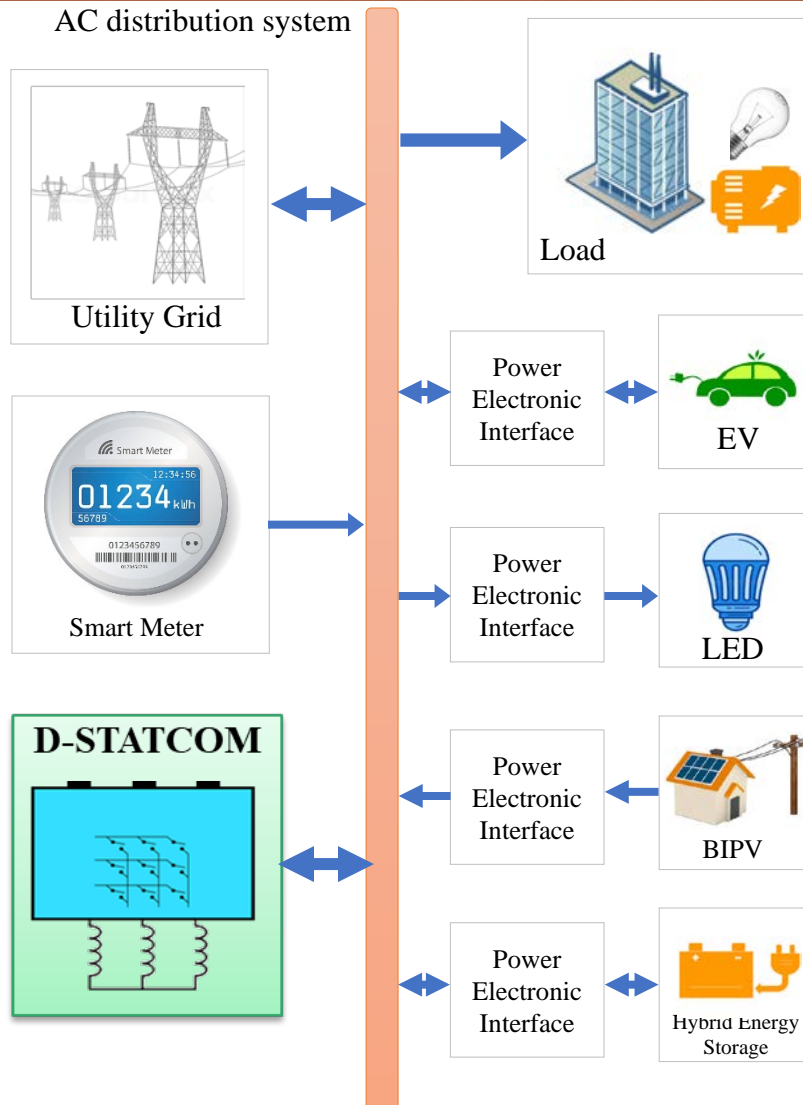 AC distribution system
Utility Grid
Smart Meter
12:34:56
01234 kWh
56789
0123456789
Smart Meter
D-STATCOM
Load
Power
Electronic
Interface
EV
Power
Electronic
Interface
LED
Power
Electronic
Interface
BIPV
Power
Electronic
Interface
Hybrid Energy
Storage